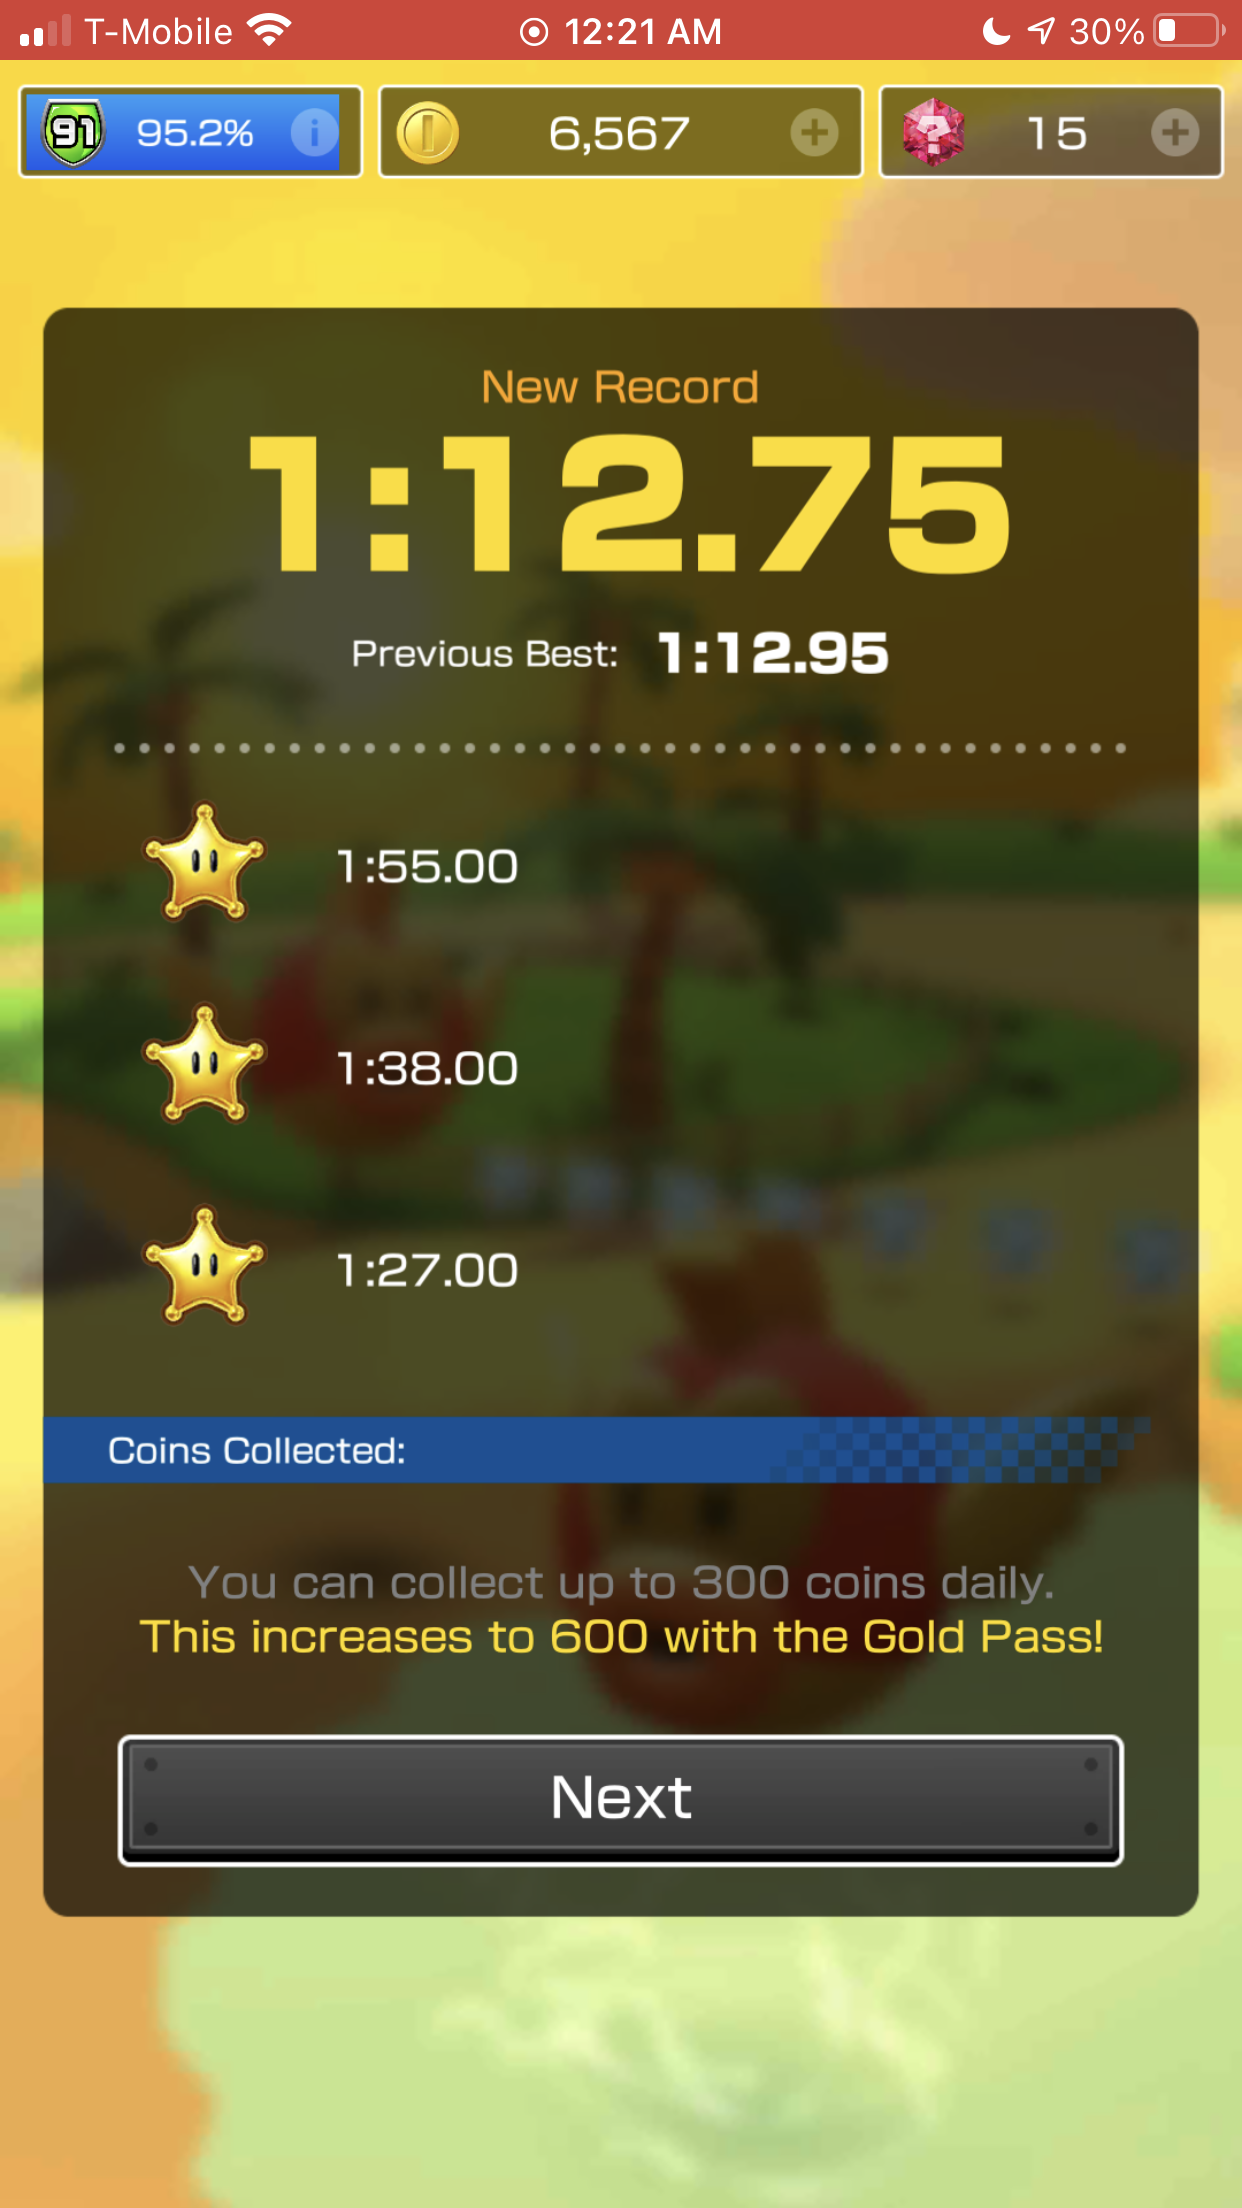 T-Mobile 12:21 AM 30%
91 95.2% i 6,567 + ? 15 +
New Record
1:12.75
Previous Best: 1:12.95
1:55.00
1:38.00
1:27.00
Coins Collected:
You can collect up to 300 coins daily.
This increases to 600 with the Gold Pass!
Next